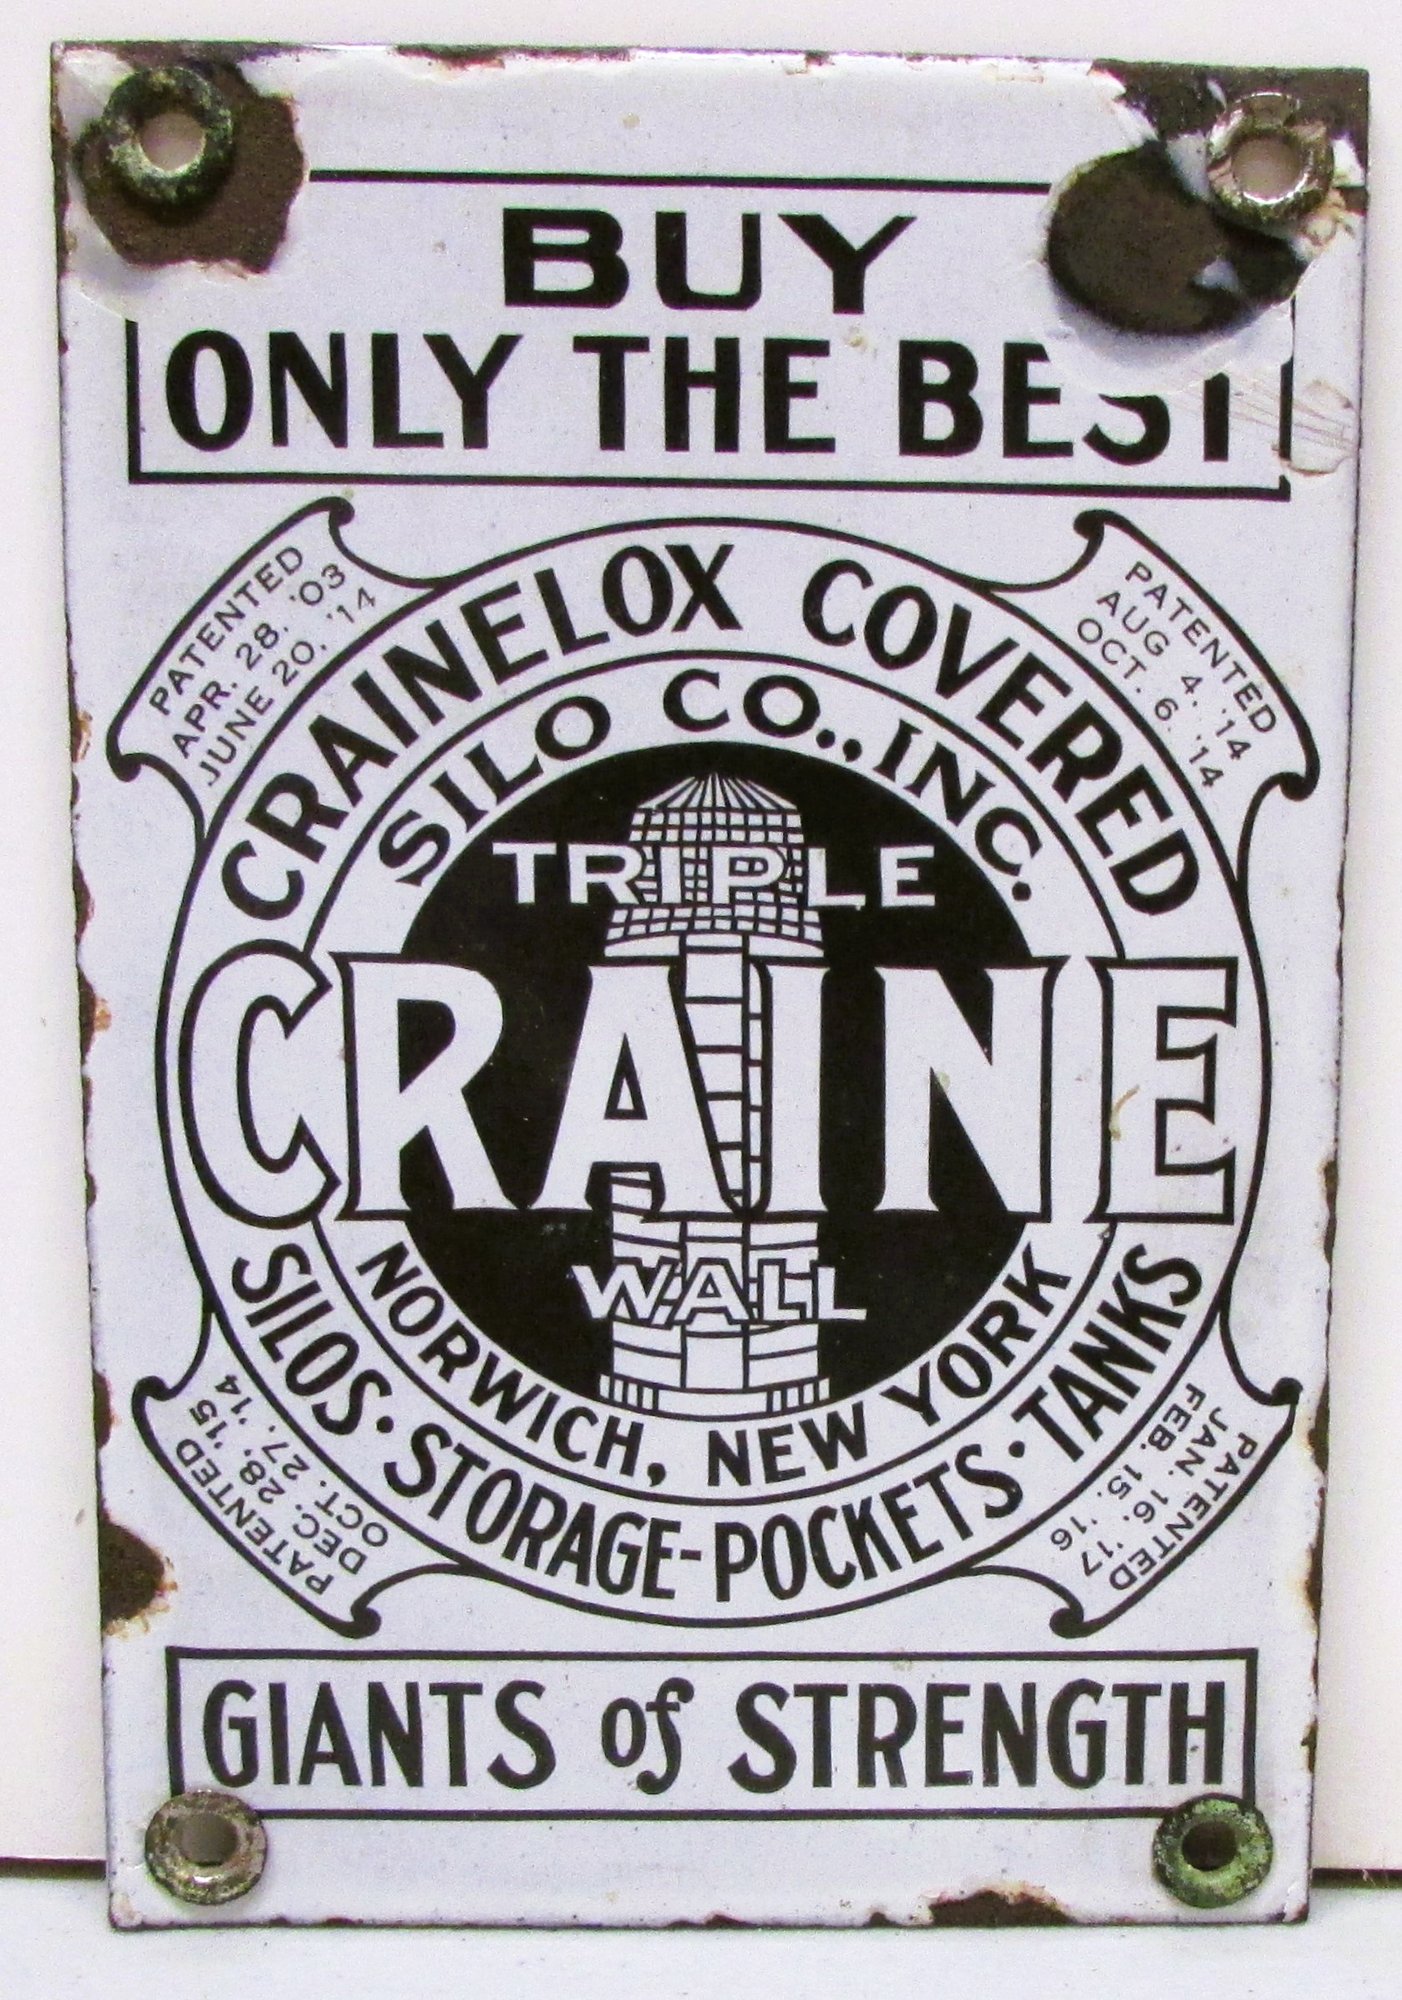 BUY
ONLY THE BEST
PATENTED
APR. 28. '03
JUNE 20, '14
PATENTED
AUG 4, '14
OCT. 6. '14
CRAINELOX COVERED
SILO CO., INC.
TRIPLE
CRAINE
WALL
NORWICH, NEW YORK
SILOS · STORAGE-POCKETS · TANKS
PATENTED
DEC. 28, '15
OCT. 27. '14
PATENTED
JAN. 16, '17
FEB. 15, '16
GIANTS of STRENGTH